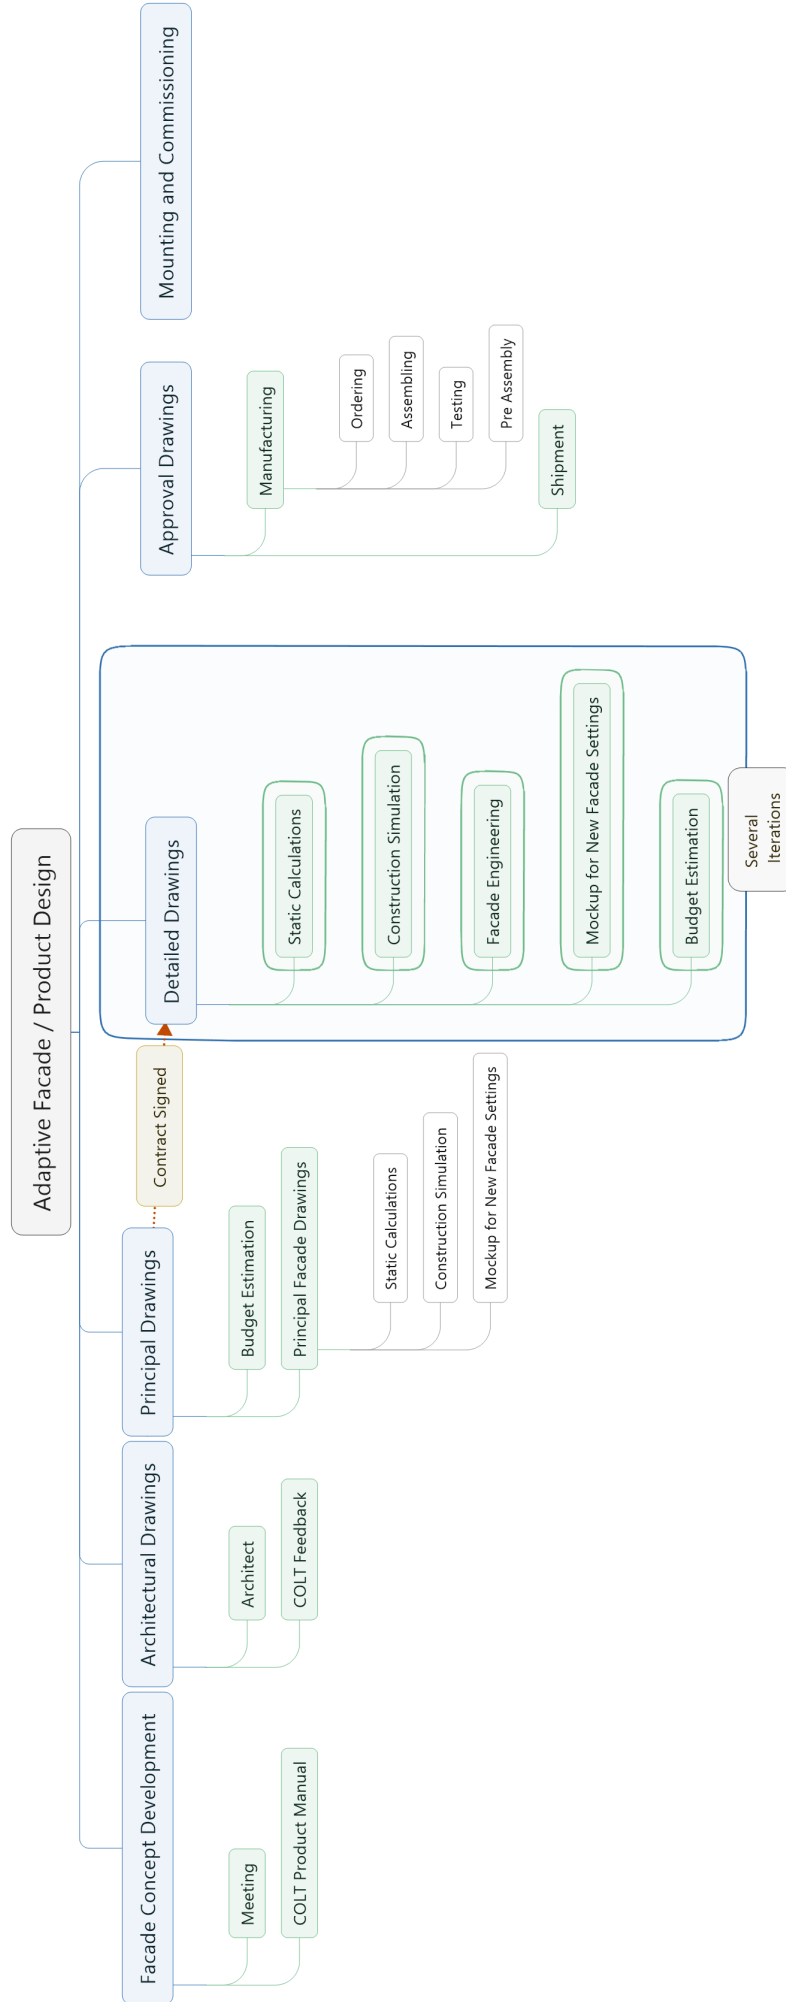 Adaptive Facade / Product Design
Facade Concept Development
Meeting
COLT Product Manual
Architectural Drawings
Architect
COLT Feedback
Principal Drawings
Budget Estimation
Principal Facade Drawings
Static Calculations
Construction Simulation
Mockup for New Facade Settings
Contract Signed
Detailed Drawings
Static Calculations
Construction Simulation
Facade Engineering
Mockup for New Facade Settings
Budget Estimation
Several
Iterations
Approval Drawings
Manufacturing
Ordering
Assembling
Testing
Pre Assembly
Shipment
Mounting and Commissioning